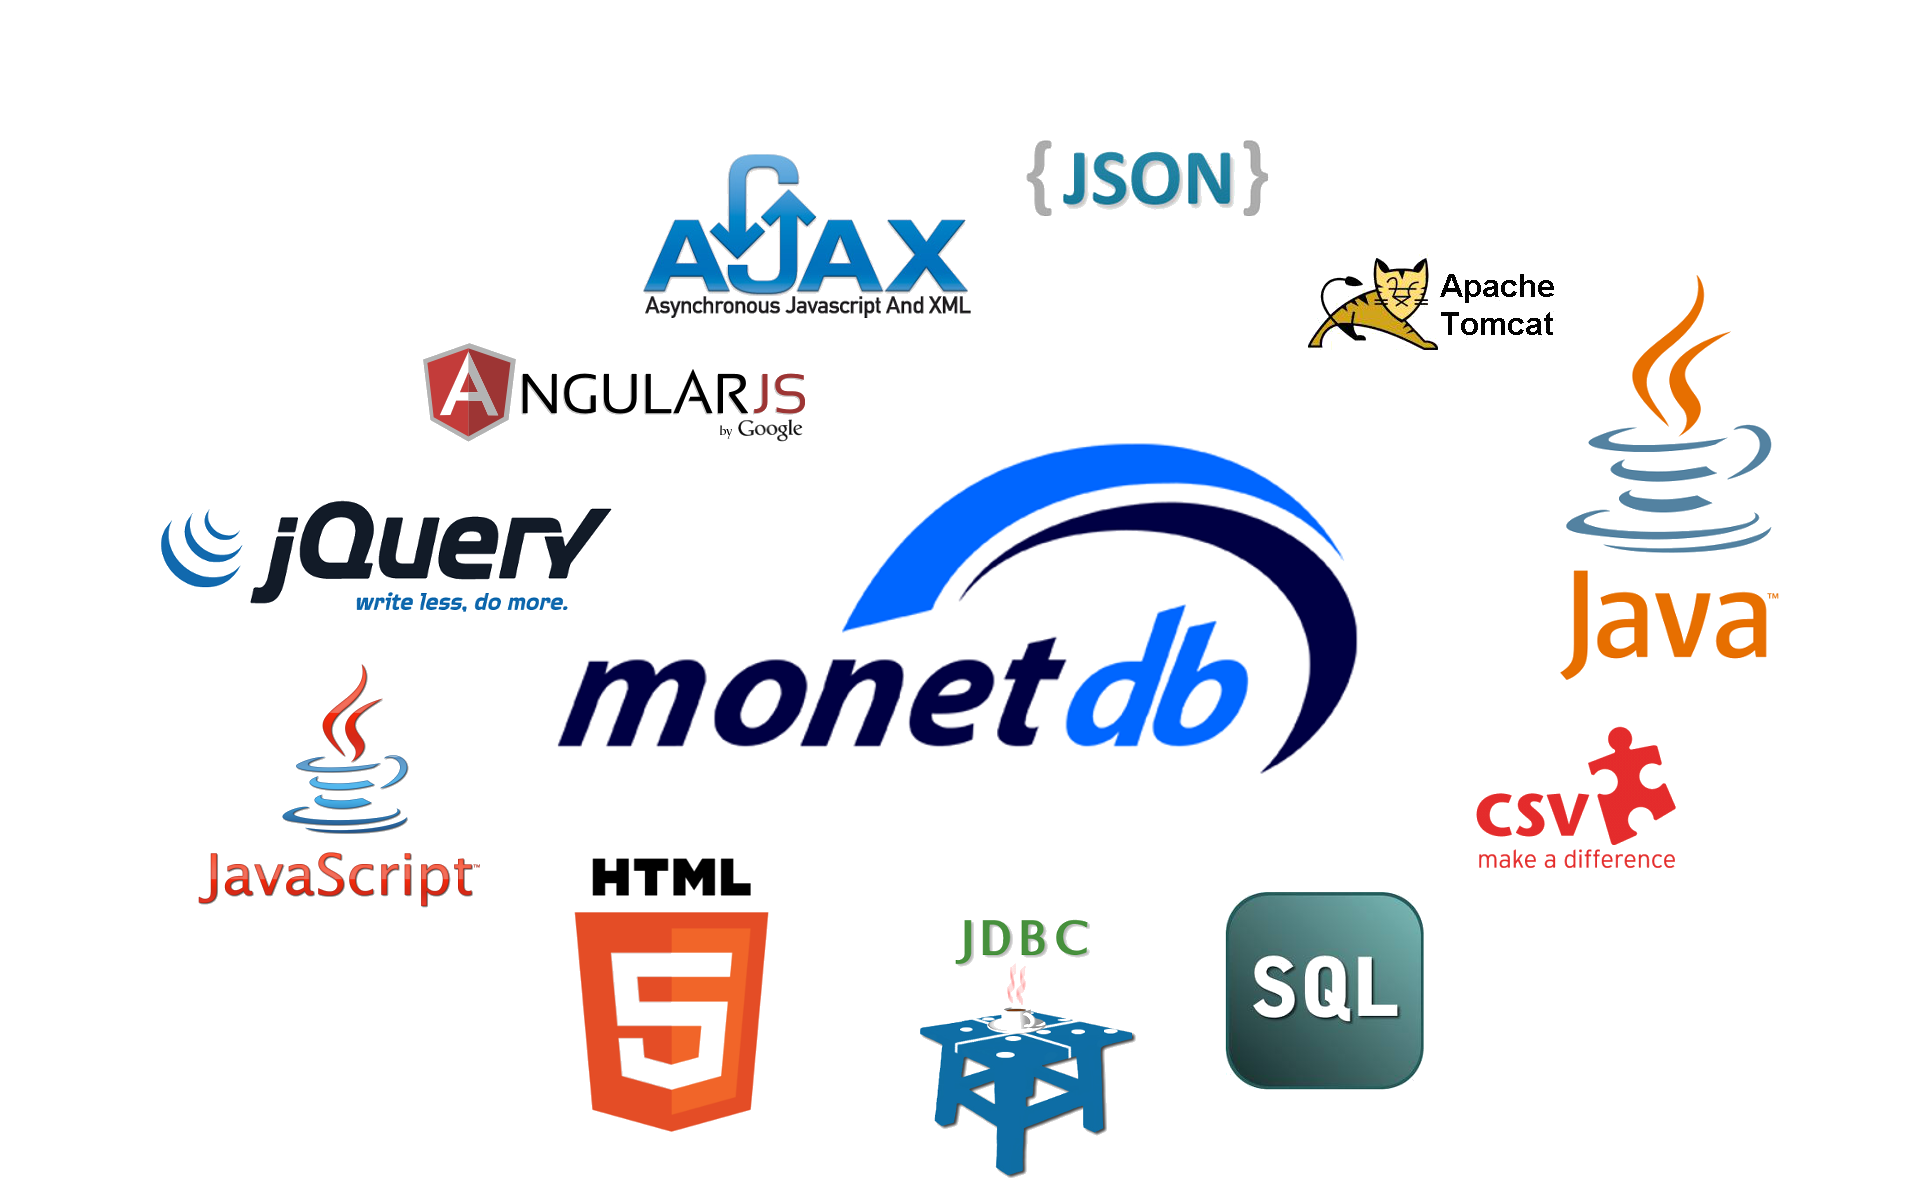 {JSON}
AJAX
Asynchronous Javascript And XML
Apache
Tomcat
ANGULARJS
by Google
jQuery
write less, do more.
Java™
monetdb
JavaScript™
csv
make a difference
HTML
5
JDBC
SQL